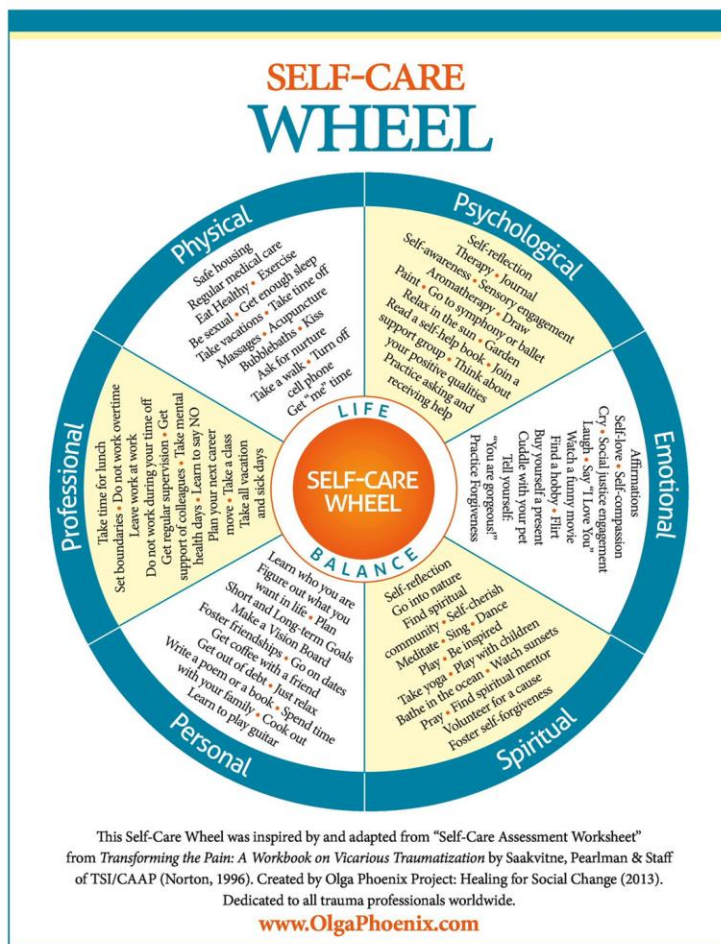 SELF-CARE
WHEEL
Physical
Safe housing
Regular medical care
Eat Healthy • Exercise
Be sexual • Get enough sleep
Take vacations • Take time off
Massages • Acupuncture
Bubblebaths • Kiss
Ask for nurture
Take a walk • Turn off
cell phone
Get "me" time
Psychological
Self-reflection
Therapy • Journal
Self-awareness • Sensory engagement
Aromatherapy • Draw
Paint • Go to symphony or ballet
Relax in the sun • Garden
Read a self-help book • Join a
support group • Think about
your positive qualities
Practice asking and
receiving help
Emotional
Affirmations
Self-love • Self-compassion
Cry • Social justice engagement
Laugh • Say "I Love You"
Watch a funny movie
Find a hobby • Flirt
Buy yourself a present
Cuddle with your pet
Tell yourself:
"You are gorgeous!"
Practice Forgiveness
Spiritual
Self-reflection
Go into nature
Find spiritual
community • Self-cherish
Meditate • Sing • Dance
Play • Be inspired
Take yoga • Play with children
Bathe in the ocean • Watch sunsets
Pray • Find spiritual mentor
Volunteer for a cause
Foster self-forgiveness
Personal
Learn who you are
Figure out what you
want in life • Plan
Short and Long-term Goals
Make a Vision Board
Foster friendships • Go on dates
Get coffee with a friend
Get out of debt • Just relax
Write a poem or a book • Spend time
with your family • Cook out
Learn to play guitar
Professional
Take time for lunch
Set boundaries • Do not work overtime
Leave work at work
Do not work during your time off
Get regular supervision • Get
support of colleagues • Take mental
health days • Learn to say NO
Plan your next career
move • Take a class
Take all vacation
and sick days
LIFE
SELF-CARE
WHEEL
BALANCE
This Self-Care Wheel was inspired by and adapted from "Self-Care Assessment Worksheet"
from Transforming the Pain: A Workbook on Vicarious Traumatization by Saakvitne, Pearlman & Staff
of TSI/CAAP (Norton, 1996). Created by Olga Phoenix Project: Healing for Social Change (2013).
Dedicated to all trauma professionals worldwide.
www.OlgaPhoenix.com